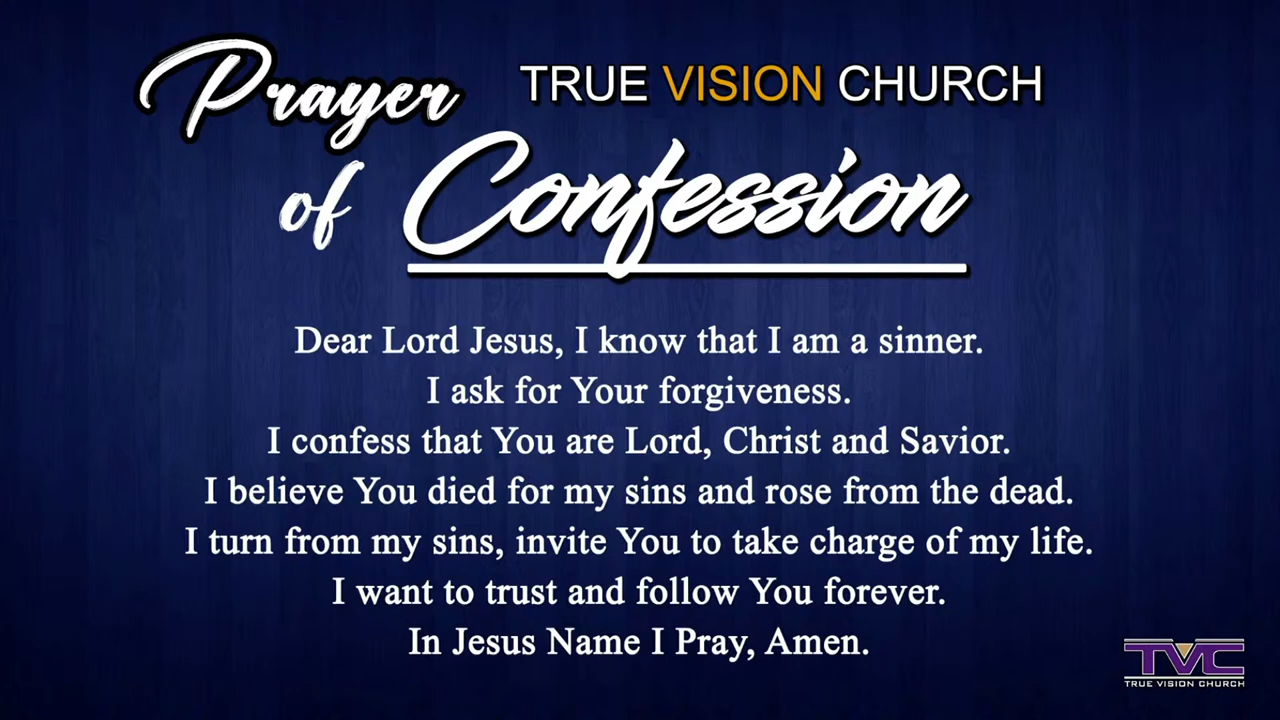 Prayer
TRUE VISION CHURCH
of Confession
Dear Lord Jesus, I know that I am a sinner.
I ask for Your forgiveness.
I confess that You are Lord, Christ and Savior.
I believe You died for my sins and rose from the dead.
I turn from my sins, invite You to take charge of my life.
I want to trust and follow You forever.
In Jesus Name I Pray, Amen.
TVC
TRUE VISION CHURCH